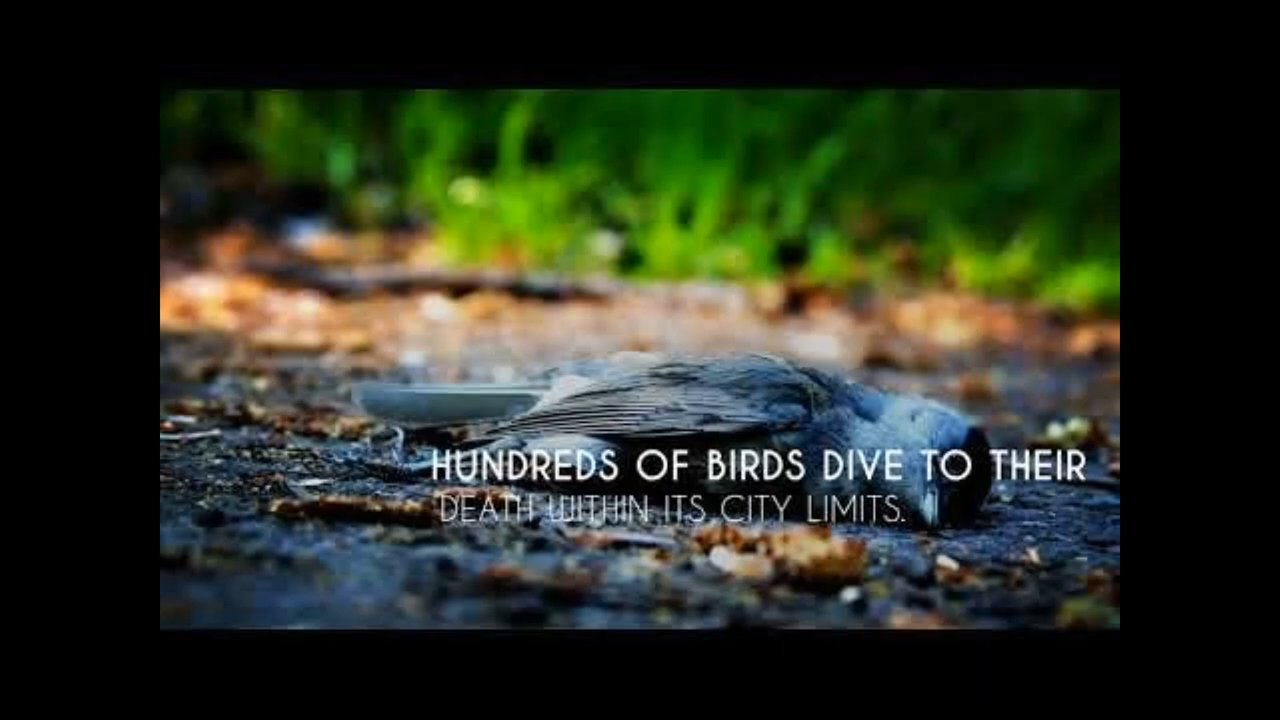 HUNDREDS OF BIRDS DIVE TO THEIR
DEATH WITHIN ITS CITY LIMITS.